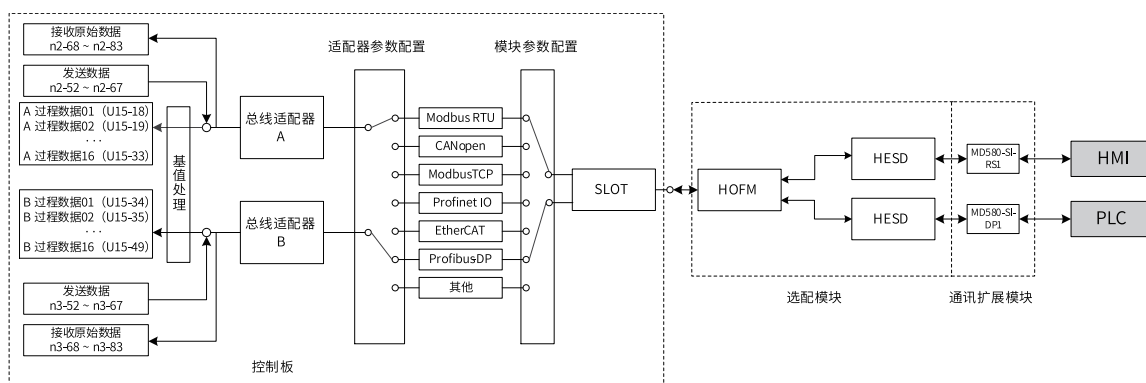 接收原始数据
n2-68 ~ n2-83
发送数据
n2-52 ~ n2-67
A 过程数据01（U15-18）
A 过程数据02（U15-19）
···
A 过程数据16（U15-33）
基值处理
B 过程数据01（U15-34）
B 过程数据02（U15-35）
···
B 过程数据16（U15-49）
发送数据
n3-52 ~ n3-67
接收原始数据
n3-68 ~ n3-83
总线适配器
A
总线适配器
B
适配器参数配置
模块参数配置
Modbus RTU
CANopen
ModbusTCP
Profinet IO
EtherCAT
Profibus-DP
其他
SLOT
控制板
HOFM
HESD
HESD
选配模块
MD580-SI-
RS1
MD580-SI-
DP1
通讯扩展模块
HMI
PLC